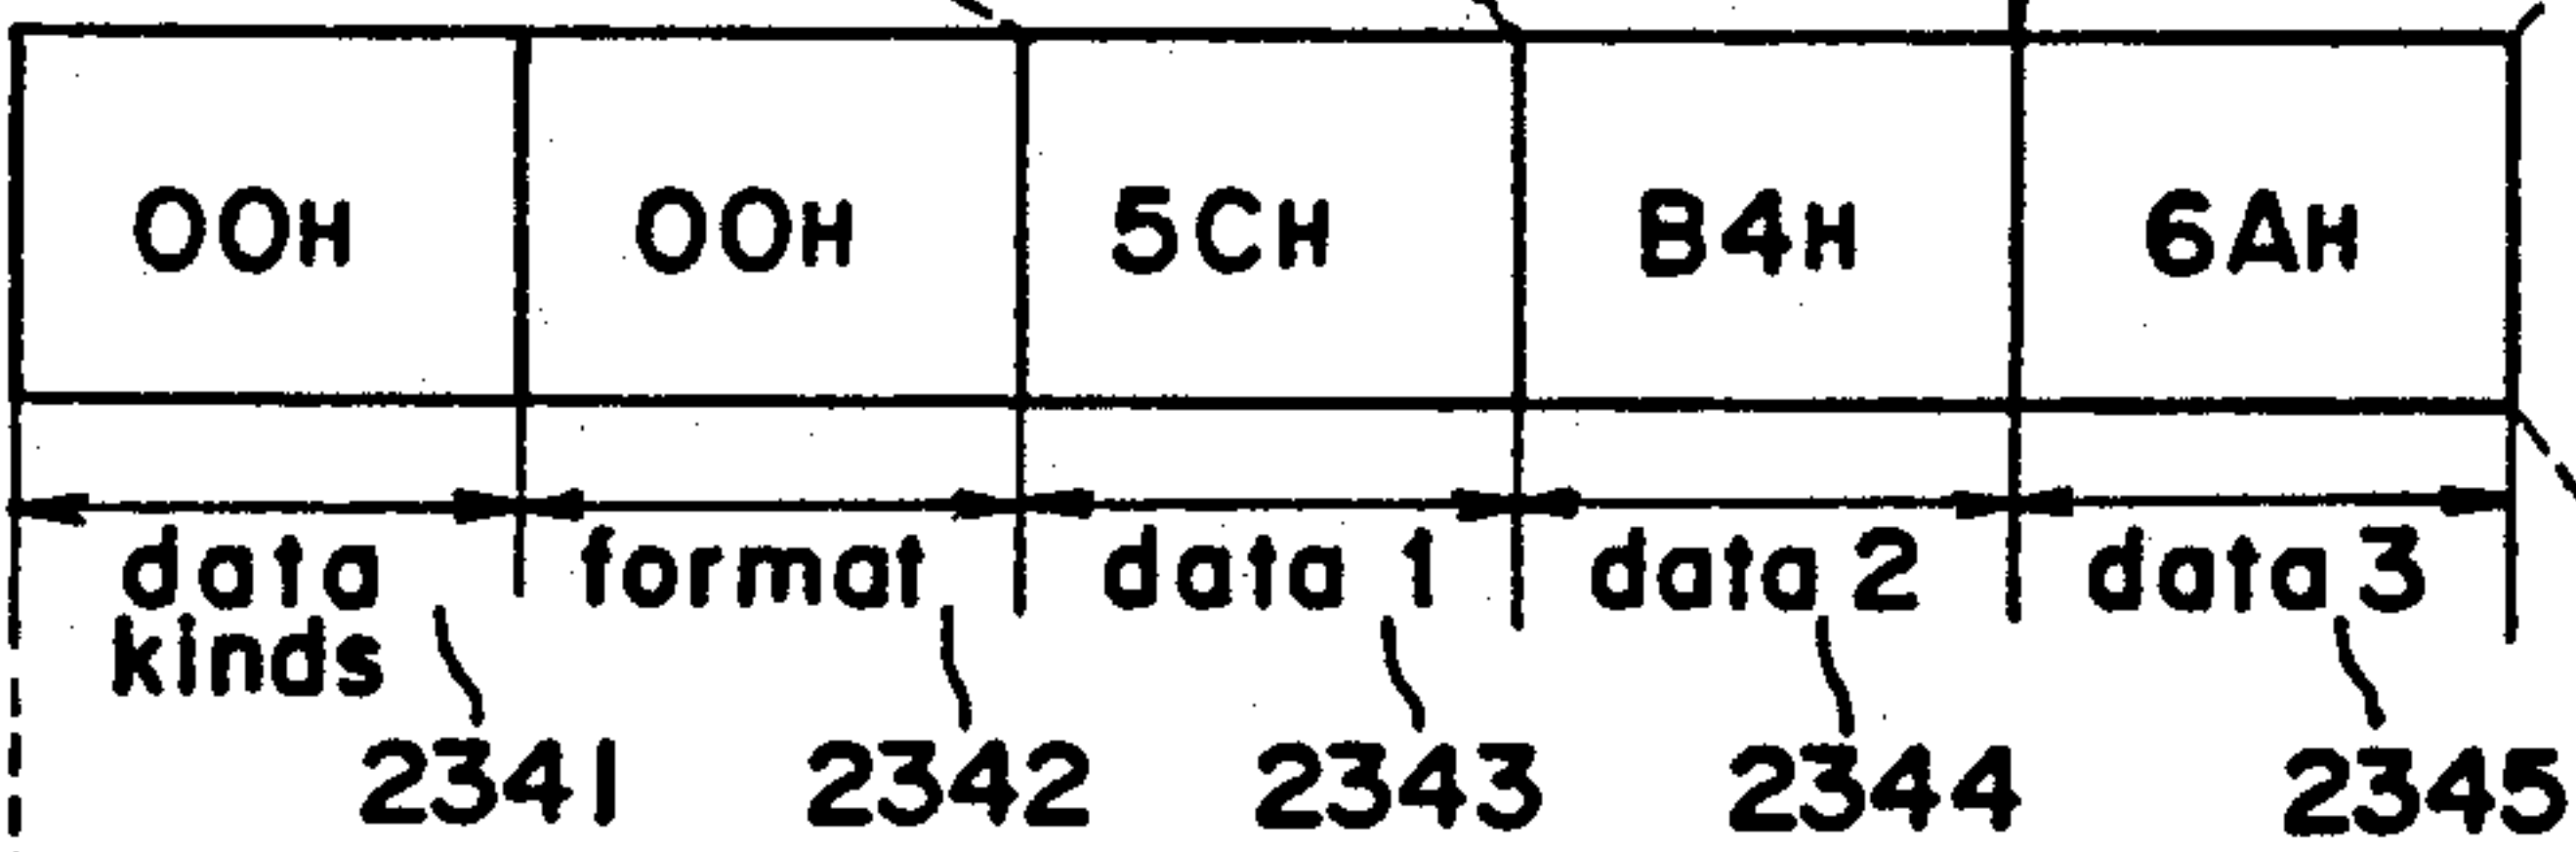 00H 00H 5CH B4H 6AH
data kinds format data 1 data 2 data 3
2341 2342 2343 2344 2345